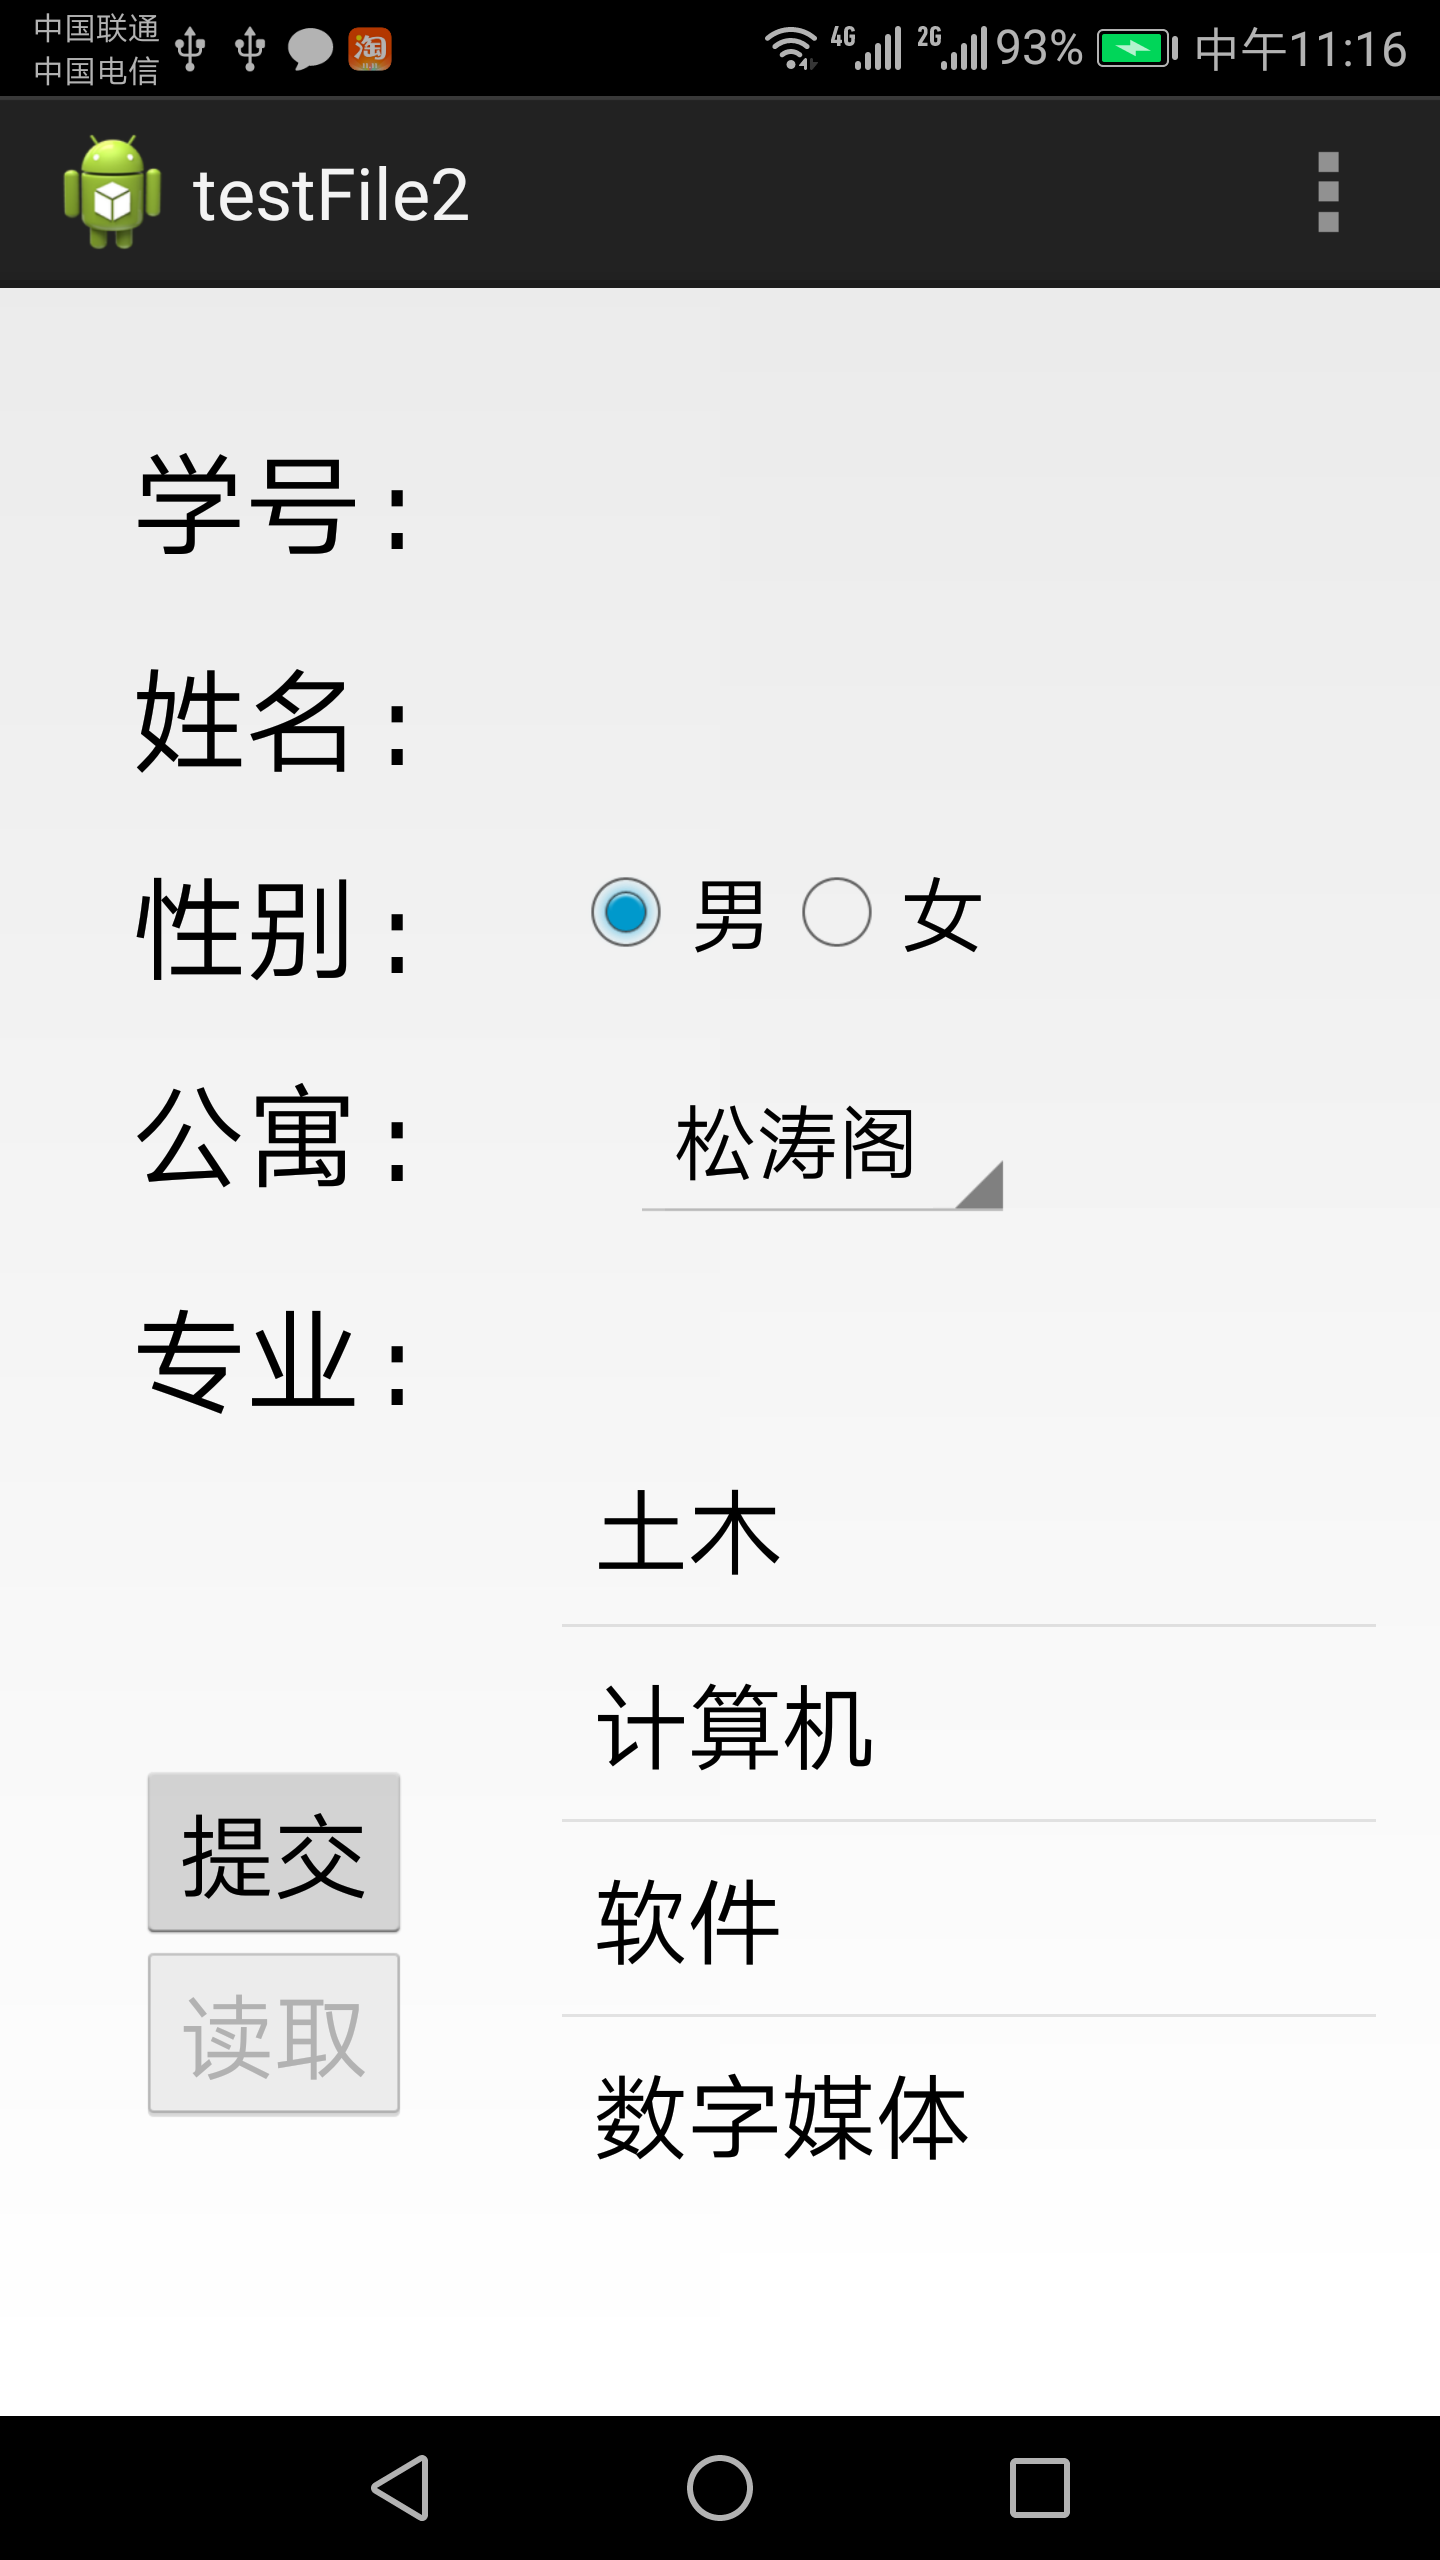 中国联通
中国电信
淘
4G 2G 93% 中午11:16
testFile2
学号:
姓名:
性别: 男 女
公寓: 松涛阁
专业:
土木
计算机
软件
数字媒体
提交
读取